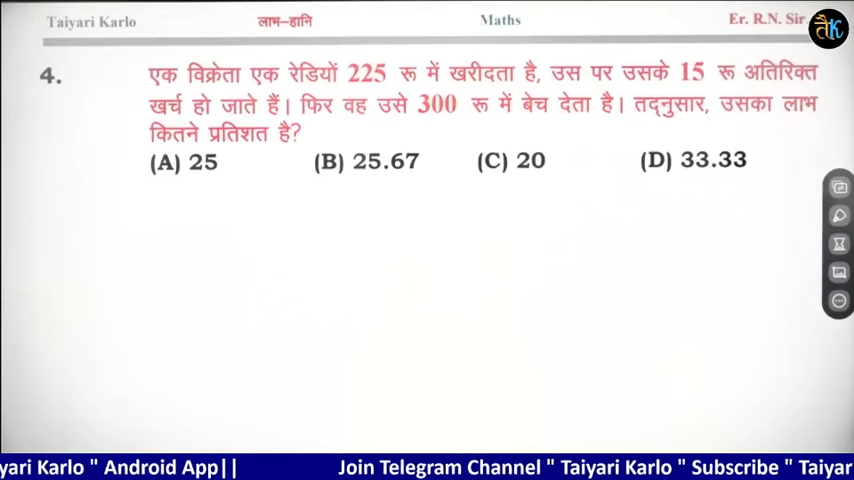 Taiyari Karlo लाभ–हानि Maths Er. R.N. Sir
तैK
4. एक विक्रेता एक रेडियों 225 रू में खरीदता है, उस पर उसके 15 रू अतिरिक्त
खर्च हो जाते हैं। फिर वह उसे 300 रू में बेच देता है। तद्नुसार, उसका लाभ
कितने प्रतिशत है?
(A) 25 (B) 25.67 (C) 20 (D) 33.33
yari Karlo " Android App|| Join Telegram Channel " Taiyari Karlo " Subscribe " Taiyar